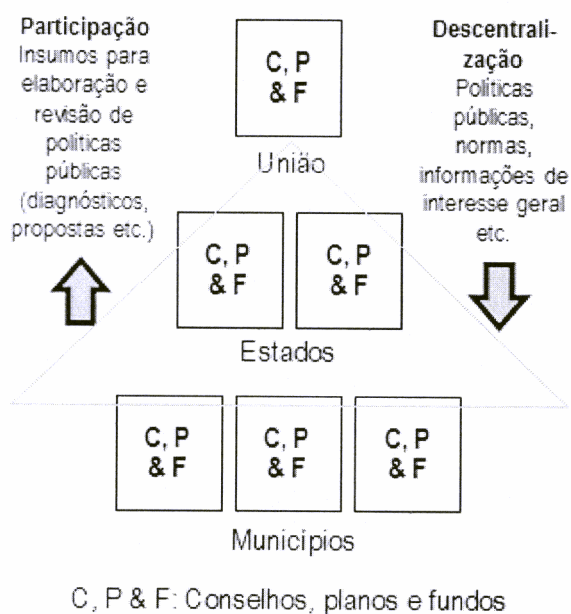 Participação
Insumos para
elaboração e
revisão de
políticas
públicas
(diagnósticos,
propostas etc.)
C, P
& F
União
Descentrali-
zação
Políticas
públicas,
normas,
informações de
interesse geral
etc.
C, P
& F
C, P
& F
Estados
C, P
& F
C, P
& F
C, P
& F
Municípios
C, P & F: Conselhos, planos e fundos